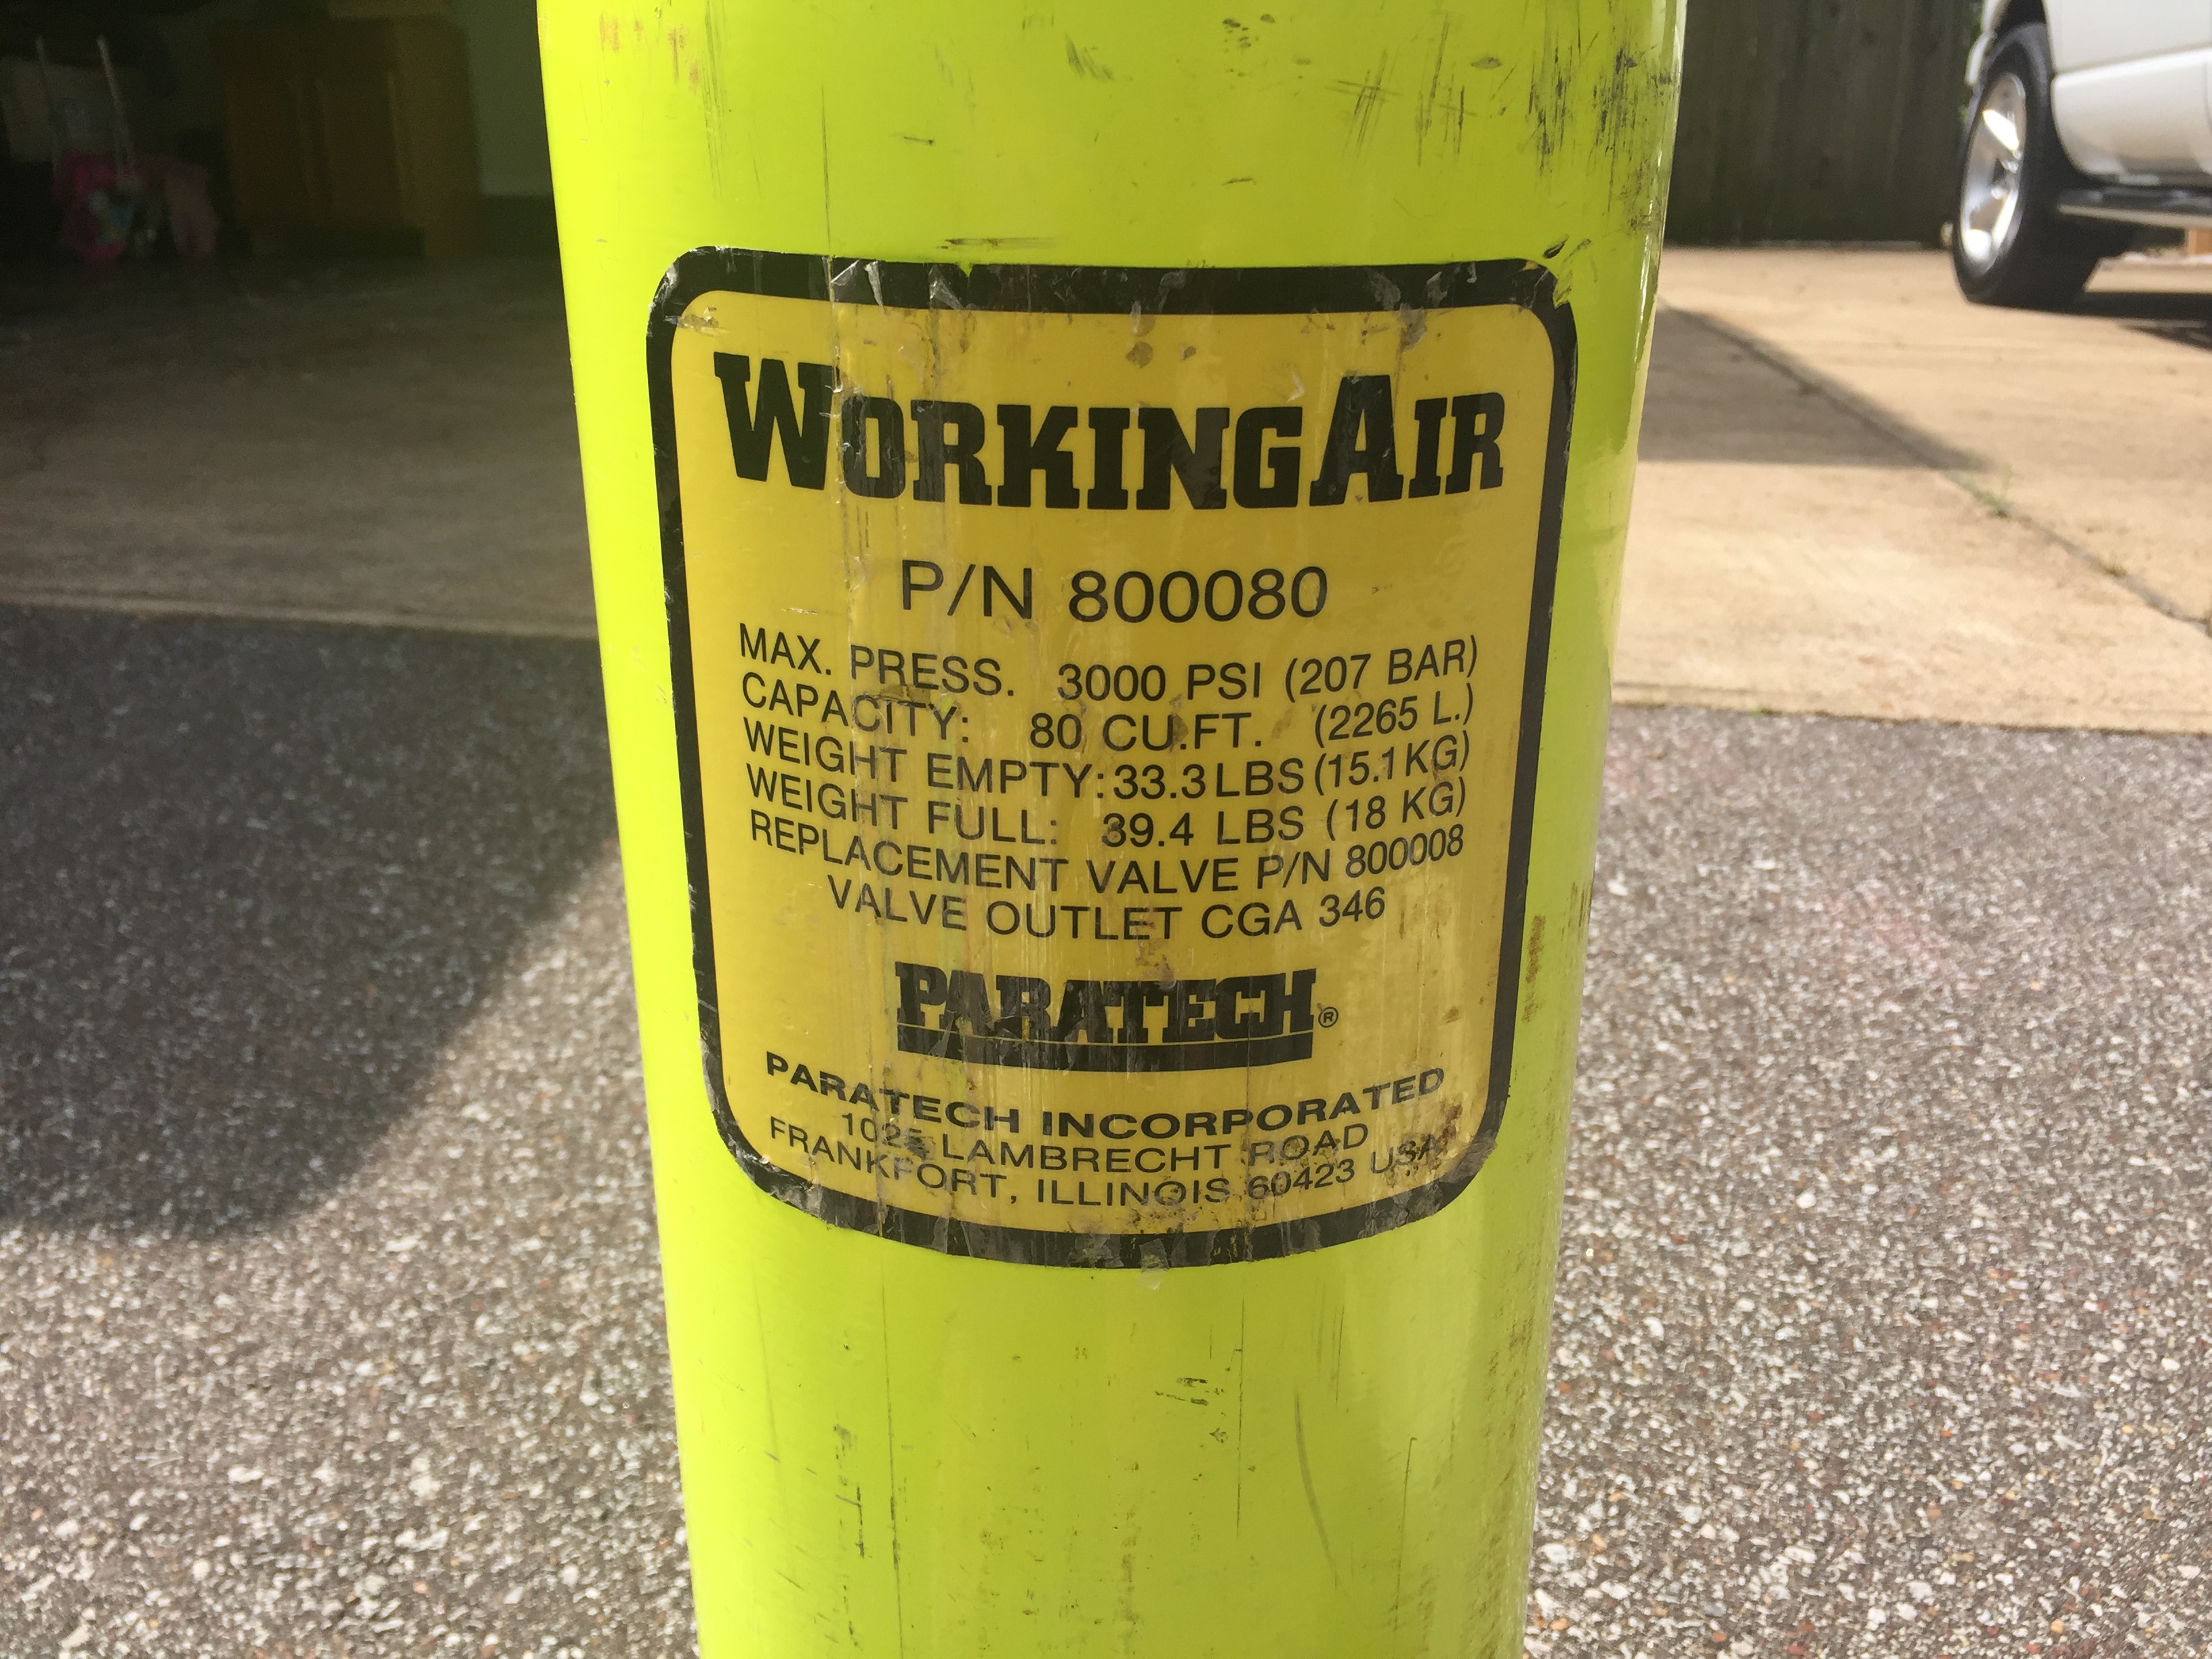 WORKINGAIR
P/N 800080
MAX. PRESS. 3000 PSI (207 BAR)
CAPACITY: 80 CU.FT. (2265 L.)
WEIGHT EMPTY: 33.3 LBS (15.1 KG)
WEIGHT FULL: 39.4 LBS (18 KG)
REPLACEMENT VALVE P/N 800008
VALVE OUTLET CGA 346
PARATECH®
PARATECH INCORPORATED
LAMBRECHT ROAD
FRANKFORT, ILLINOIS 60423 USA